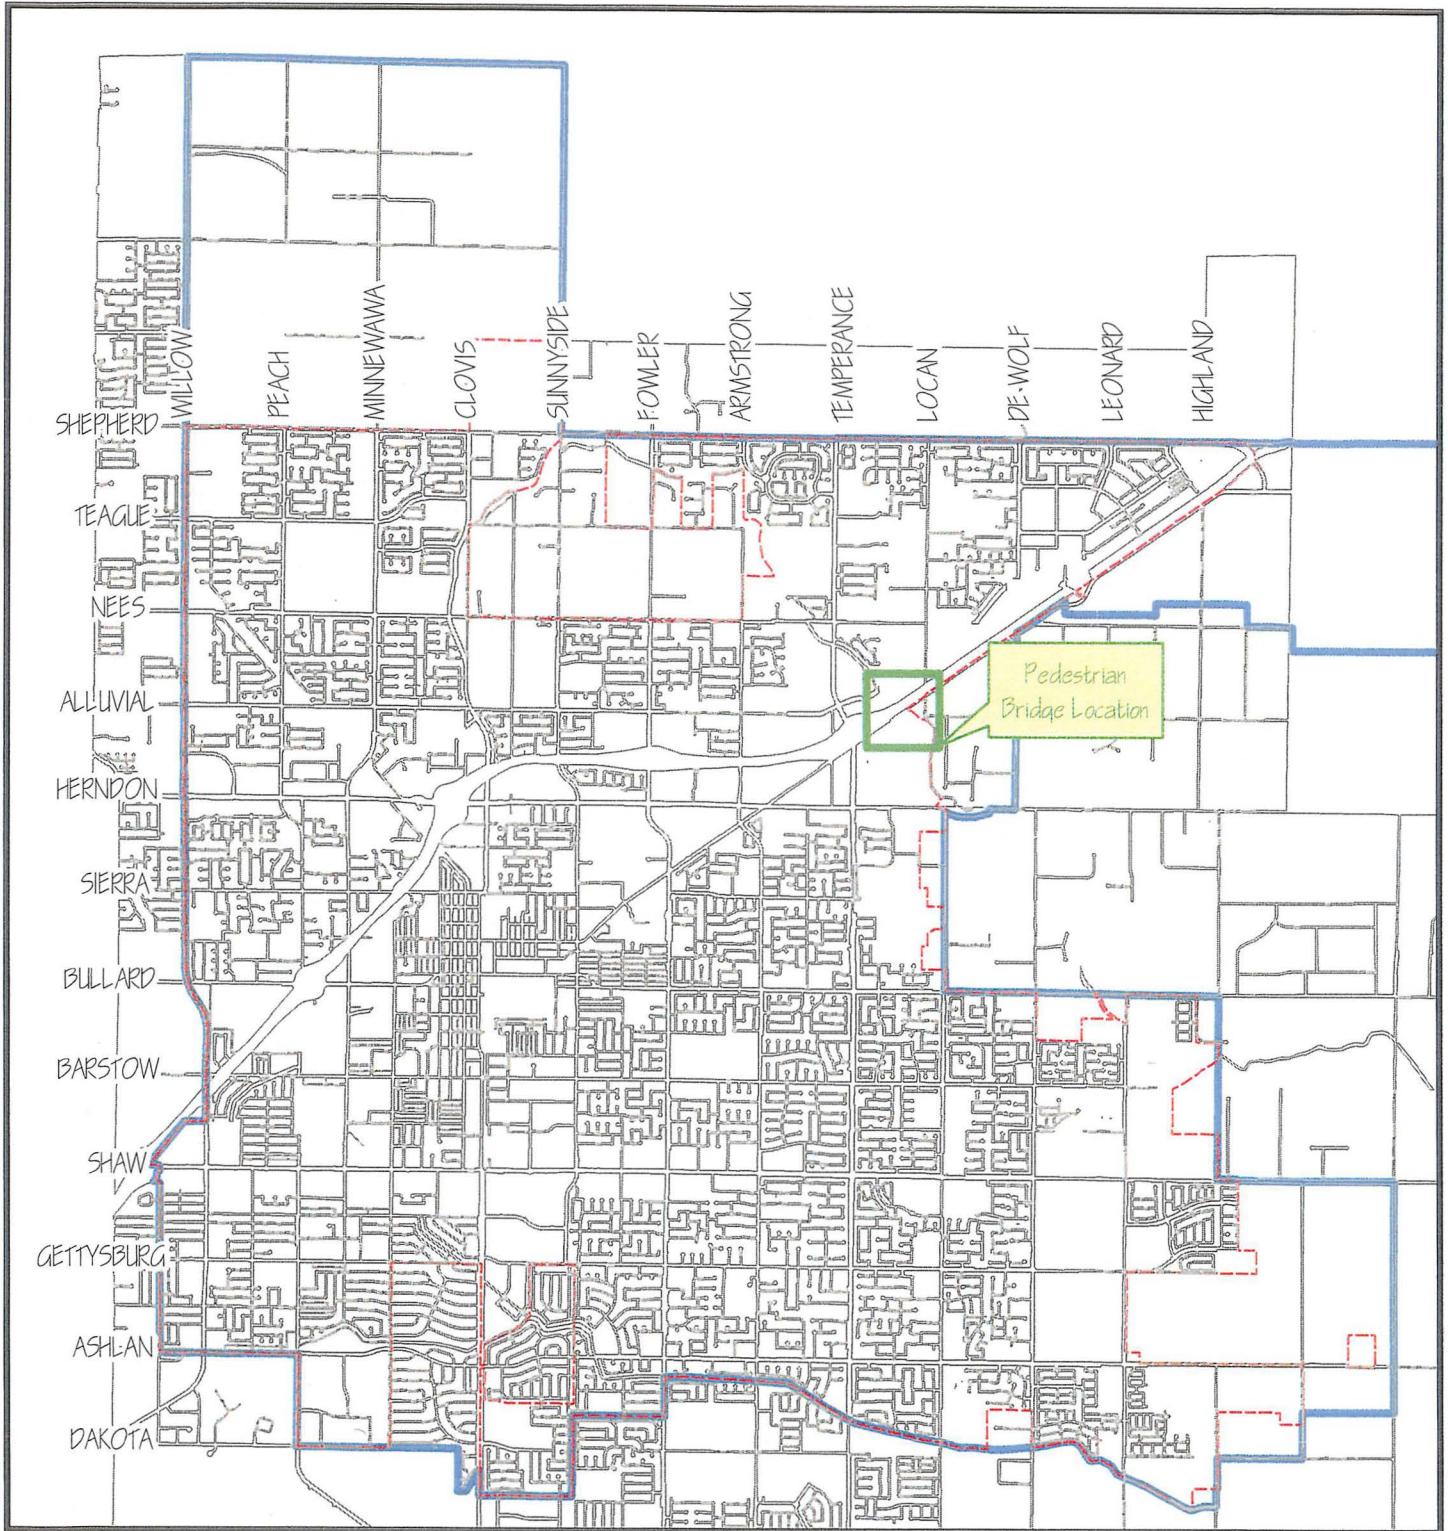 WILLOW
PEACH
MINNEWAWA
CLOVIS
SUNNYSIDE
FOWLER
ARMSTRONG
TEMPERANCE
LOCAN
DE-WOLF
LEONARD
HIGHLAND
SHEPHERD
TEAGUE
NEES
ALLUVIAL
HERNDON
SIERRA
BULLARD
BARSTOW
SHAW
GETTYSBURG
ASHLAN
DAKOTA
Pedestrian
Bridge Location